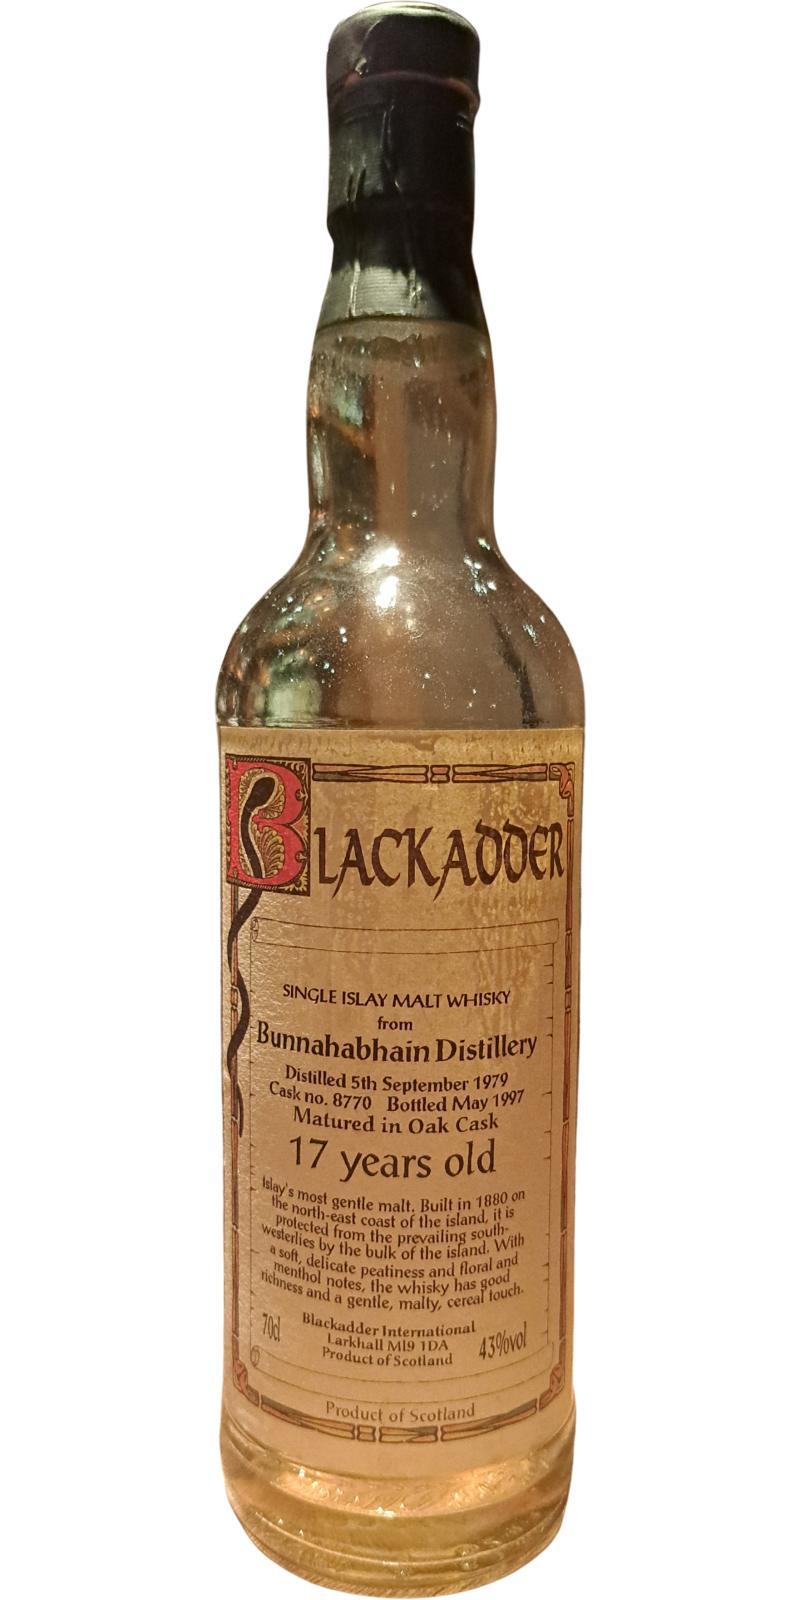 BLACKADDER
SINGLE ISLAY MALT WHISKY
from
Bunnahabhain Distillery
Distilled 5th September 1979
Cask no. 8770 Bottled May 1997
Matured in Oak Cask
17 years old
Islay's most gentle malt. Built in 1880 on
the north-east coast of the island, it is
protected from the prevailing south-
westerlies by the bulk of the island. With
a soft, delicate peatiness and floral and
menthol notes, the whisky has good
richness and a gentle, malty, cereal touch.
70cl
Blackadder International
Larkhall Ml9 1DA
Product of Scotland
43%vol
Product of Scotland